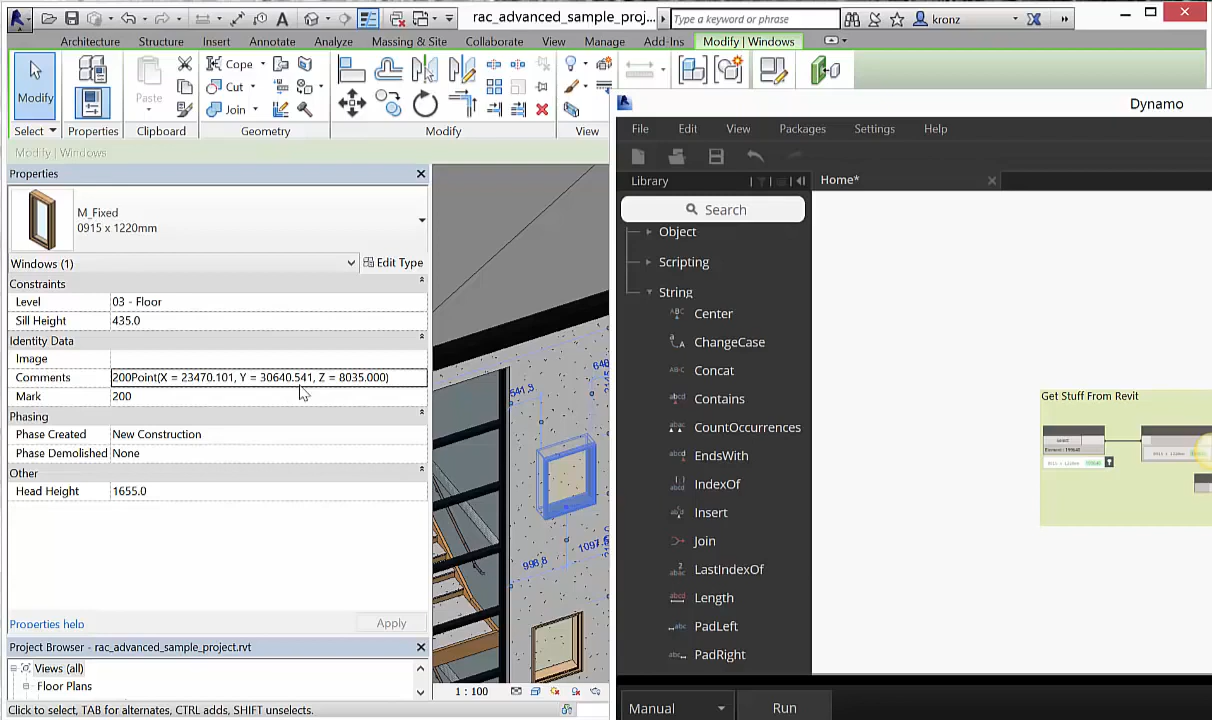 rac_advanced_sample_proj...
Type a keyword or phrase
kronz
Architecture Structure Insert Annotate Analyze Massing & Site Collaborate View Manage Add-Ins Modify | Windows
Modify
Paste
Cope
Cut
Join
Select Properties Clipboard Geometry Modify View
Modify | Windows
Properties
M_Fixed
0915 x 1220mm
Windows (1) Edit Type
Constraints
Level 03 - Floor
Sill Height 435.0
Identity Data
Image
Comments 200Point(X = 23470.101, Y = 30640.541, Z = 8035.000)
Mark 200
Phasing
Phase Created New Construction
Phase Demolished None
Other
Head Height 1655.0
Properties help Apply
Project Browser - rac_advanced_sample_project.rvt
Views (all)
Floor Plans
998,8
1 : 100
Click to select, TAB for alternates, CTRL adds, SHIFT unselects.
Dynamo
File Edit View Packages Settings Help
Library
Home*
Search
Object
Scripting
String
Center
ChangeCase
Concat
Contains
CountOccurrences
EndsWith
IndexOf
Insert
Join
LastIndexOf
Length
PadLeft
PadRight
Get Stuff From Revit
Manual Run